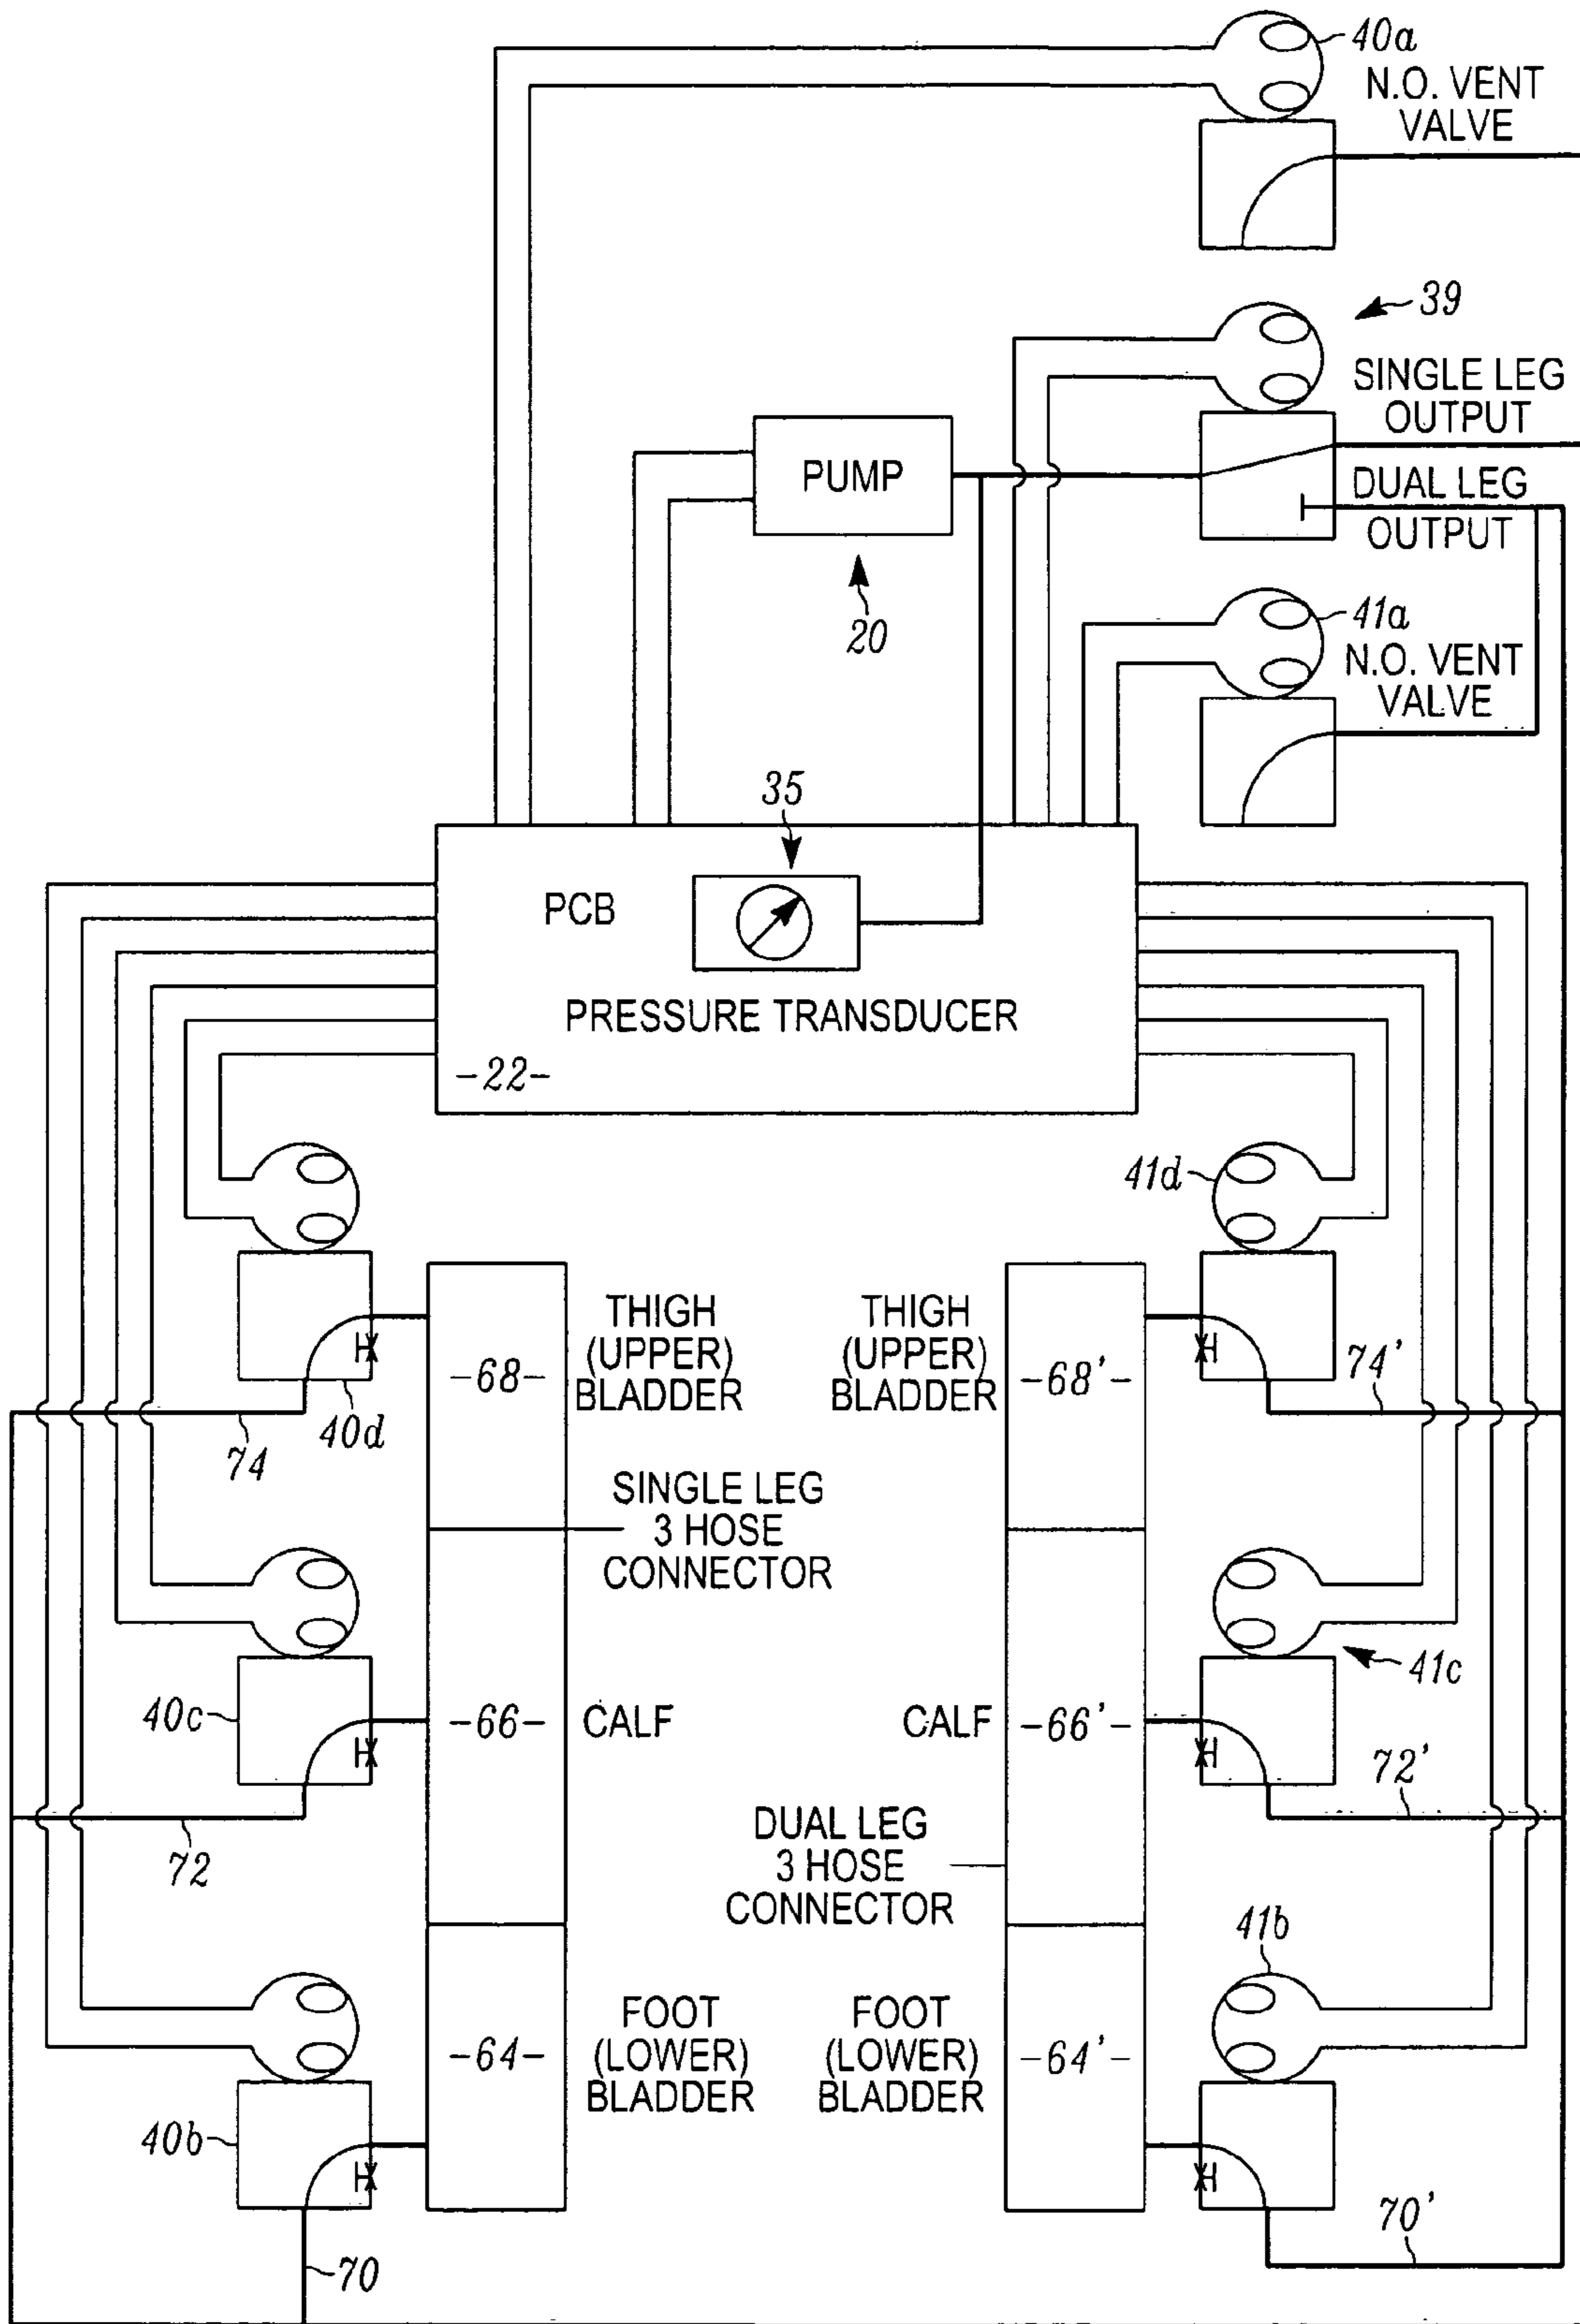 40a
N.O. VENT
VALVE
39
SINGLE LEG
OUTPUT
PUMP
DUAL LEG
OUTPUT
20
41a
N.O. VENT
VALVE
35
PCB
PRESSURE TRANSDUCER
-22-
41d
THIGH
(UPPER)
BLADDER
THIGH
(UPPER)
BLADDER
-68-
-68'-
74'
40d
74
SINGLE LEG
3 HOSE
CONNECTOR
41c
40c
-66-
CALF
CALF
-66'-
72'
DUAL LEG
3 HOSE
CONNECTOR
72
41b
FOOT
(LOWER)
BLADDER
FOOT
(LOWER)
BLADDER
-64-
-64'-
40b
70'
70